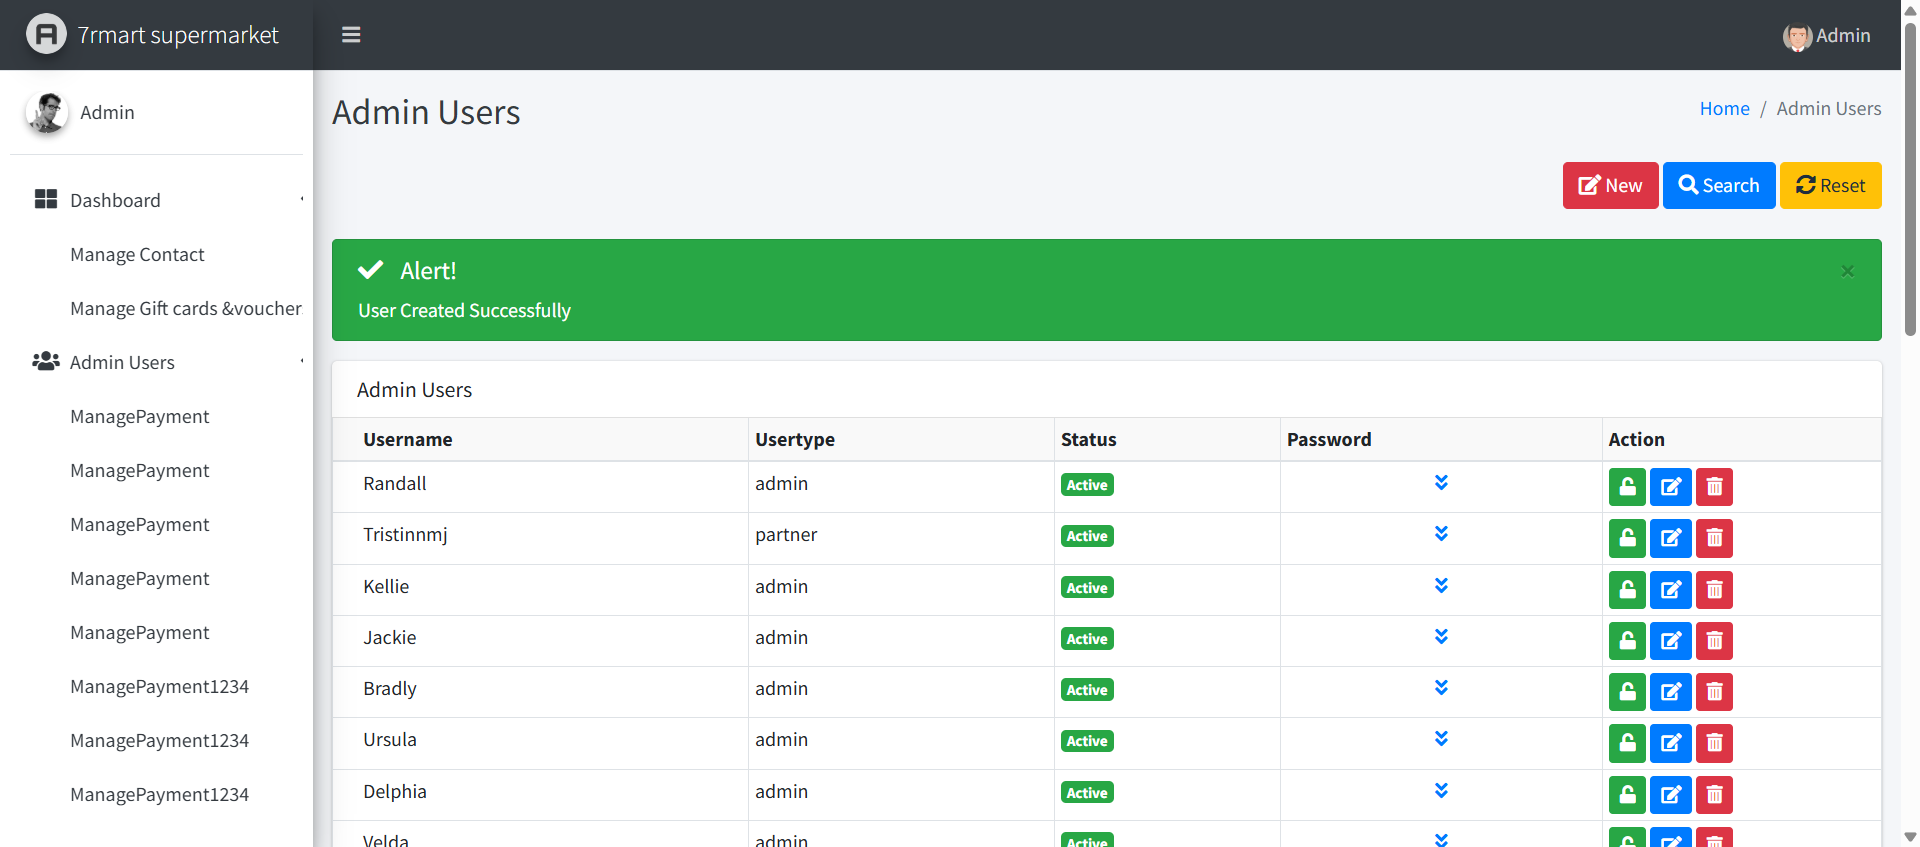 7rmart supermarket
Admin
Admin
Dashboard
Manage Contact
Manage Gift cards &voucher
Admin Users
ManagePayment
ManagePayment
ManagePayment
ManagePayment
ManagePayment
ManagePayment1234
ManagePayment1234
ManagePayment1234
Admin Users
Home / Admin Users
New Search Reset
Alert! ×
User Created Successfully
Admin Users
Username Usertype Status Password Action
Randall admin Active
Tristinnmj partner Active
Kellie admin Active
Jackie admin Active
Bradly admin Active
Ursula admin Active
Delphia admin Active
Velda admin Active